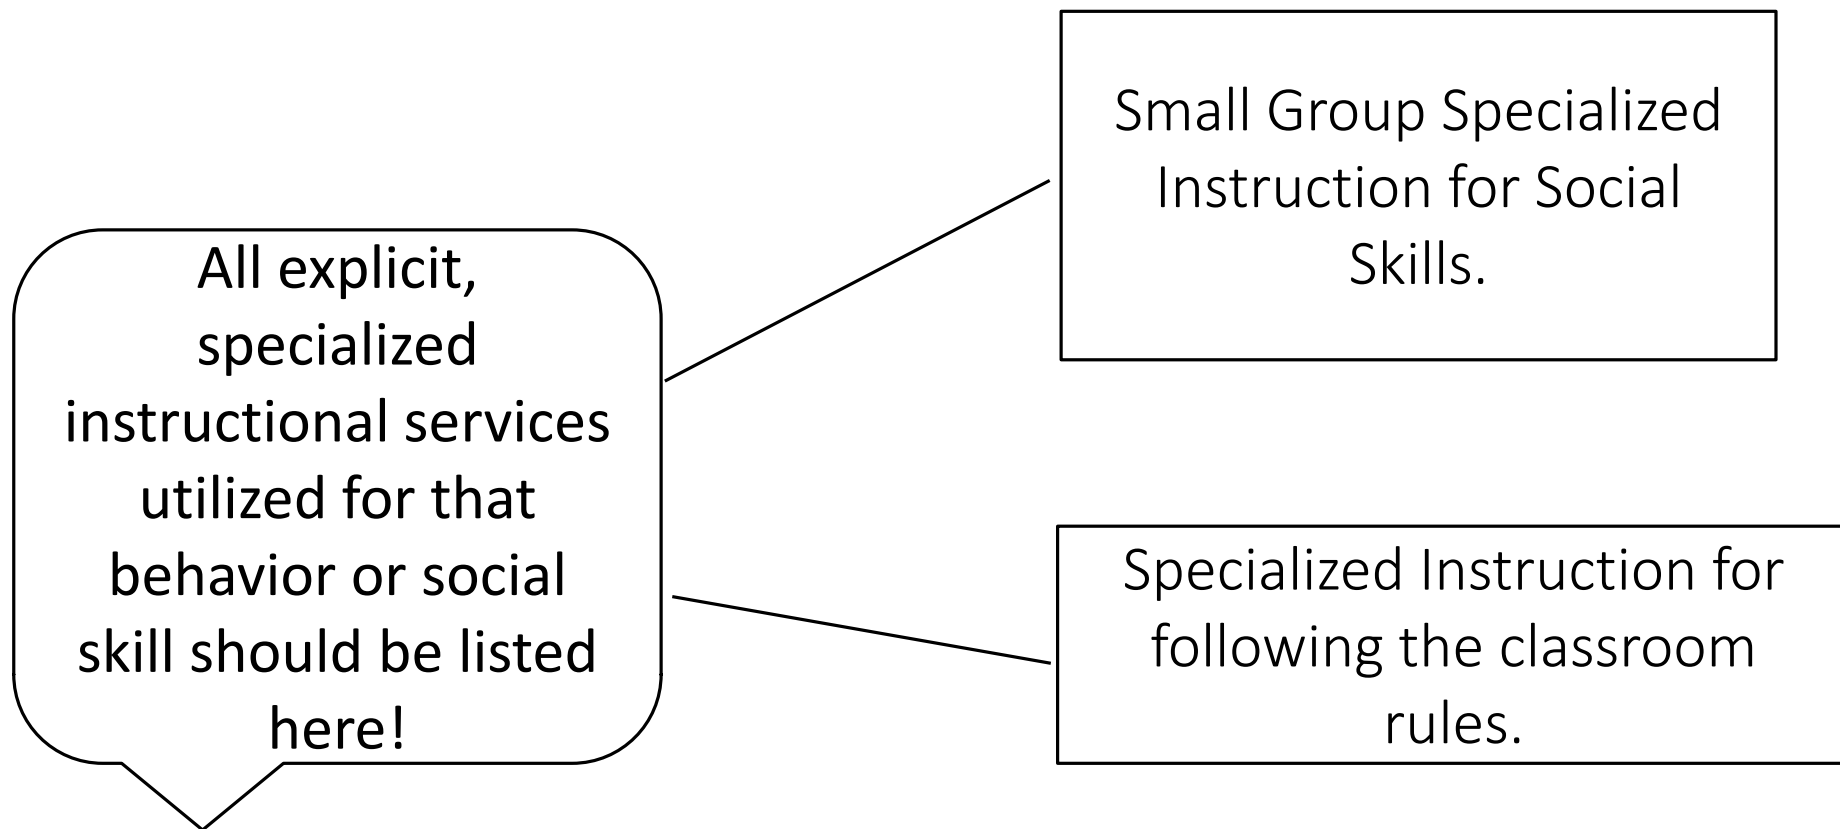 All explicit,
specialized
instructional services
utilized for that
behavior or social
skill should be listed
here!
Small Group Specialized
Instruction for Social
Skills.
Specialized Instruction for
following the classroom
rules.